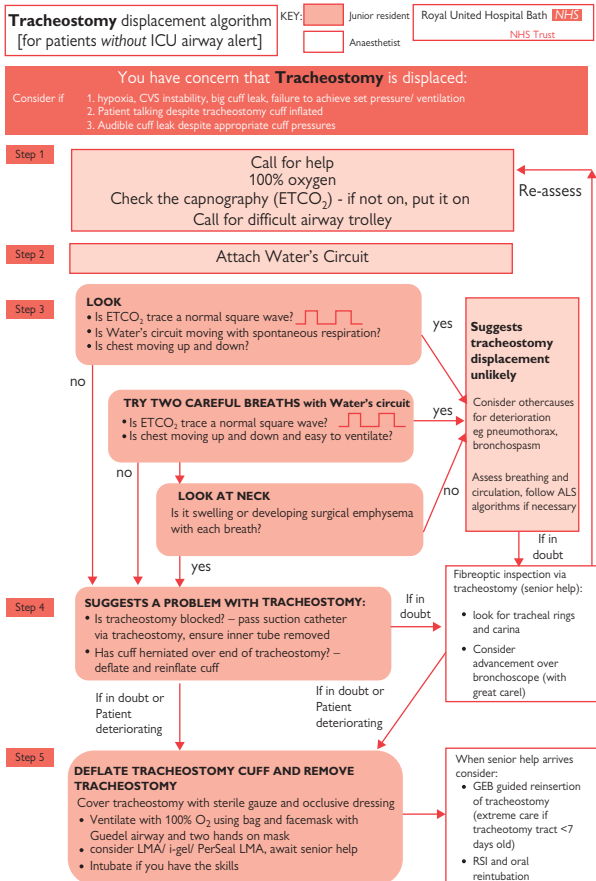 Tracheostomy displacement algorithm
[for patients without ICU airway alert]
KEY:
Junior resident
Anaesthetist
Royal United Hospital Bath NHS
NHS Trust
You have concern that Tracheostomy is displaced:
Consider if
1. hypoxia, CVS instability, big cuff leak, failure to achieve set pressure/ ventilation
2. Patient talking despite tracheostomy cuff inflated
3. Audible cuff leak despite appropriate cuff pressures
Step 1
Call for help
100% oxygen
Check the capnography (ETCO2) - if not on, put it on
Call for difficult airway trolley
Re-assess
Step 2
Attach Water's Circuit
Step 3
LOOK
• Is ETCO2 trace a normal square wave?
• Is Water's circuit moving with spontaneous respiration?
• Is chest moving up and down?
yes
no
Suggests
tracheostomy
displacement
unlikely
Conisder othercauses
for deterioration
eg pneumothorax,
bronchospasm
Assess breathing and
circulation, follow ALS
algorithms if necessary
TRY TWO CAREFUL BREATHS with Water's circuit
• Is ETCO2 trace a normal square wave?
• Is chest moving up and down and easy to ventilate?
yes
no
LOOK AT NECK
Is it swelling or developing surgical emphysema
with each breath?
no
yes
If in
doubt
Step 4
SUGGESTS A PROBLEM WITH TRACHEOSTOMY:
• Is tracheostomy blocked? – pass suction catheter
via tracheostomy, ensure inner tube removed
• Has cuff herniated over end of tracheostomy? –
deflate and reinflate cuff
If in
doubt
Fibreoptic inspection via
tracheostomy (senior help):
• look for tracheal rings
and carina
• Consider
advancement over
bronchoscope (with
great carel)
If in doubt or
Patient
deteriorating
If in doubt or
Patient
deteriorating
Step 5
DEFLATE TRACHEOSTOMY CUFF AND REMOVE
TRACHEOSTOMY
Cover tracheostomy with sterile gauze and occlusive dressing
• Ventilate with 100% O2 using bag and facemask with
Guedel airway and two hands on mask
• consider LMA/ i-gel/ PerSeal LMA, await senior help
• Intubate if you have the skills
When senior help arrives
consider:
• GEB guided reinsertion
of tracheostomy
(extreme care if
tracheotomy tract <7
days old)
• RSI and oral
reintubation